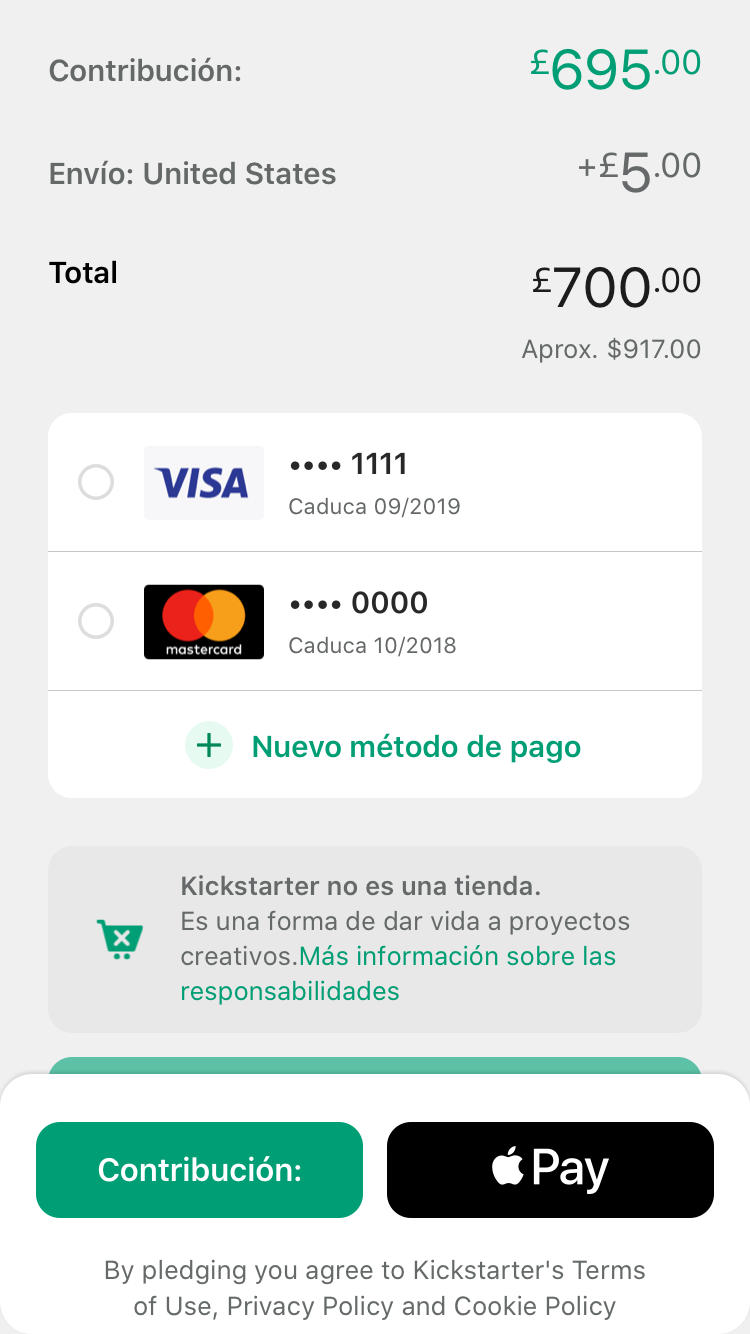 Contribución: £695.00
Envío: United States +£5.00
Total £700.00
Aprox. $917.00
VISA •••• 1111
Caduca 09/2019
mastercard •••• 0000
Caduca 10/2018
+ Nuevo método de pago
Kickstarter no es una tienda.
Es una forma de dar vida a proyectos
creativos.Más información sobre las
responsabilidades
Contribución: Pay
By pledging you agree to Kickstarter's Terms
of Use, Privacy Policy and Cookie Policy